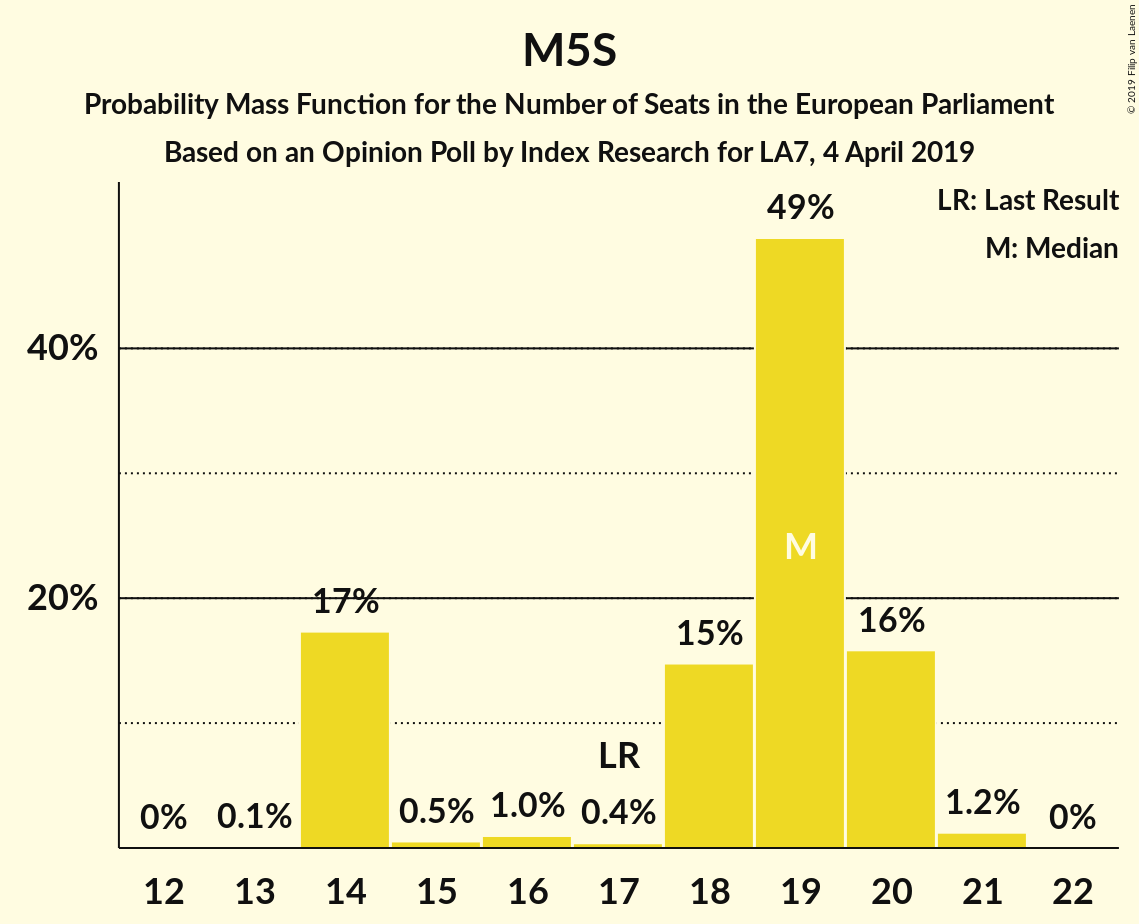 M5S
Probability Mass Function for the Number of Seats in the European Parliament
Based on an Opinion Poll by Index Research for LA7, 4 April 2019
© 2019 Filip van Laenen
LR: Last Result
M: Median
40%
20%
0%
0.1%
17%
0.5%
1.0%
LR
0.4%
15%
49%
M
16%
1.2%
0%
12 13 14 15 16 17 18 19 20 21 22